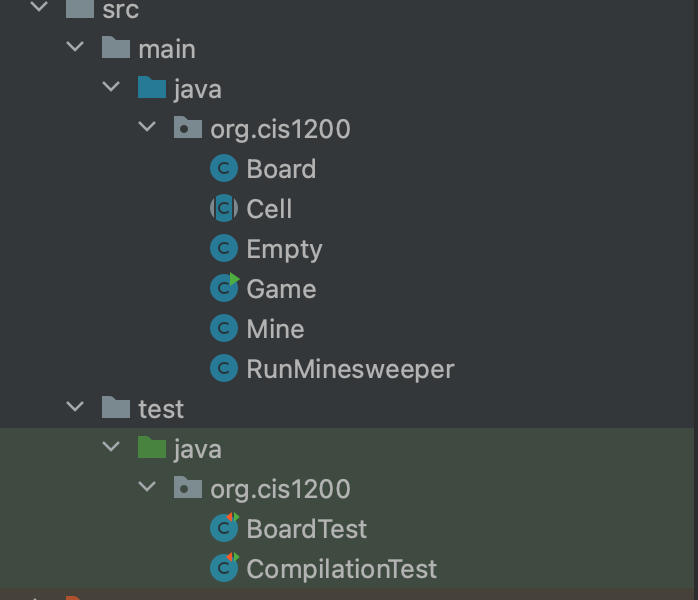 src
main
java
org.cis1200
Board
Cell
Empty
Game
Mine
RunMinesweeper
test
java
org.cis1200
BoardTest
CompilationTest